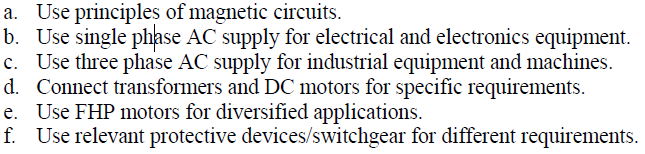 a. Use principles of magnetic circuits.
b. Use single phase AC supply for electrical and electronics equipment.
c. Use three phase AC supply for industrial equipment and machines.
d. Connect transformers and DC motors for specific requirements.
e. Use FHP motors for diversified applications.
f. Use relevant protective devices/switchgear for different requirements.